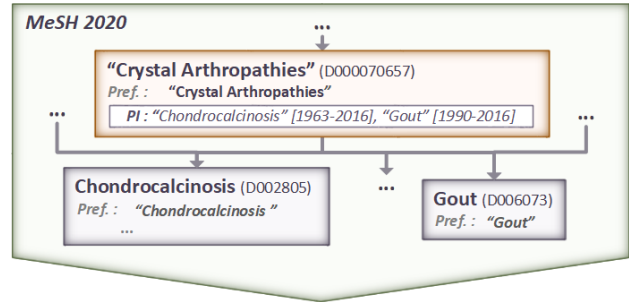 MeSH 2020
...
“Crystal Arthropathies” (D000070657)
Pref. : “Crystal Arthropathies”
PI : “Chondrocalcinosis” [1963-2016], “Gout” [1990-2016]
...
...
Chondrocalcinosis (D002805)
Pref. : “Chondrocalcinosis ”
...
...
Gout (D006073)
Pref. : “Gout”